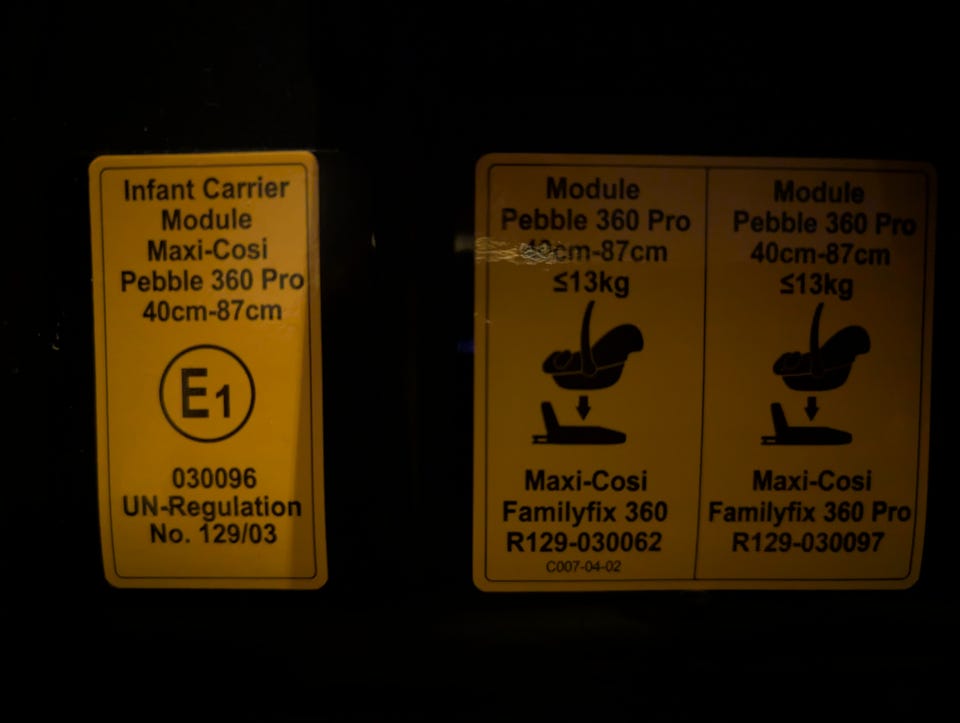 Infant Carrier
Module
Maxi-Cosi
Pebble 360 Pro
40cm-87cm
E1
030096
UN-Regulation
No. 129/03
Module
Pebble 360 Pro
40cm-87cm
≤13kg
Maxi-Cosi
Familyfix 360
R129-030062
C007-04-02
Module
Pebble 360 Pro
40cm-87cm
≤13kg
Maxi-Cosi
Familyfix 360 Pro
R129-030097